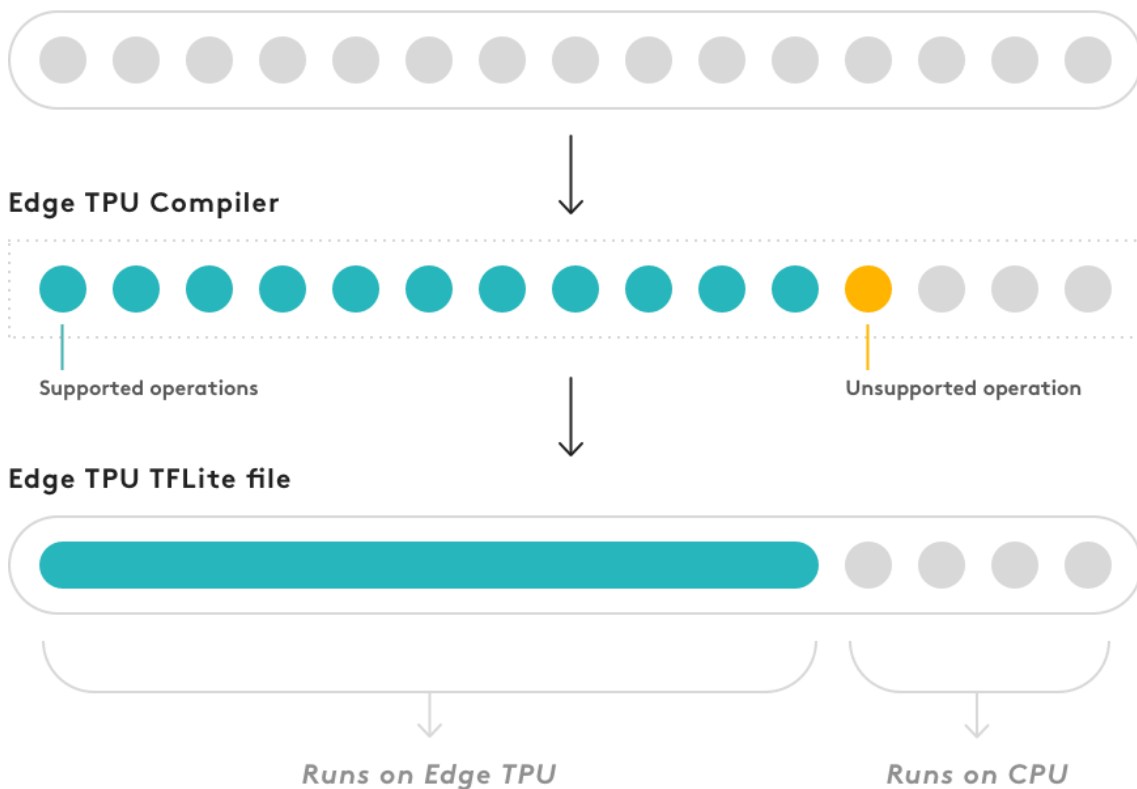 Edge TPU Compiler
Supported operations
Unsupported operation
Edge TPU TFLite file
Runs on Edge TPU
Runs on CPU